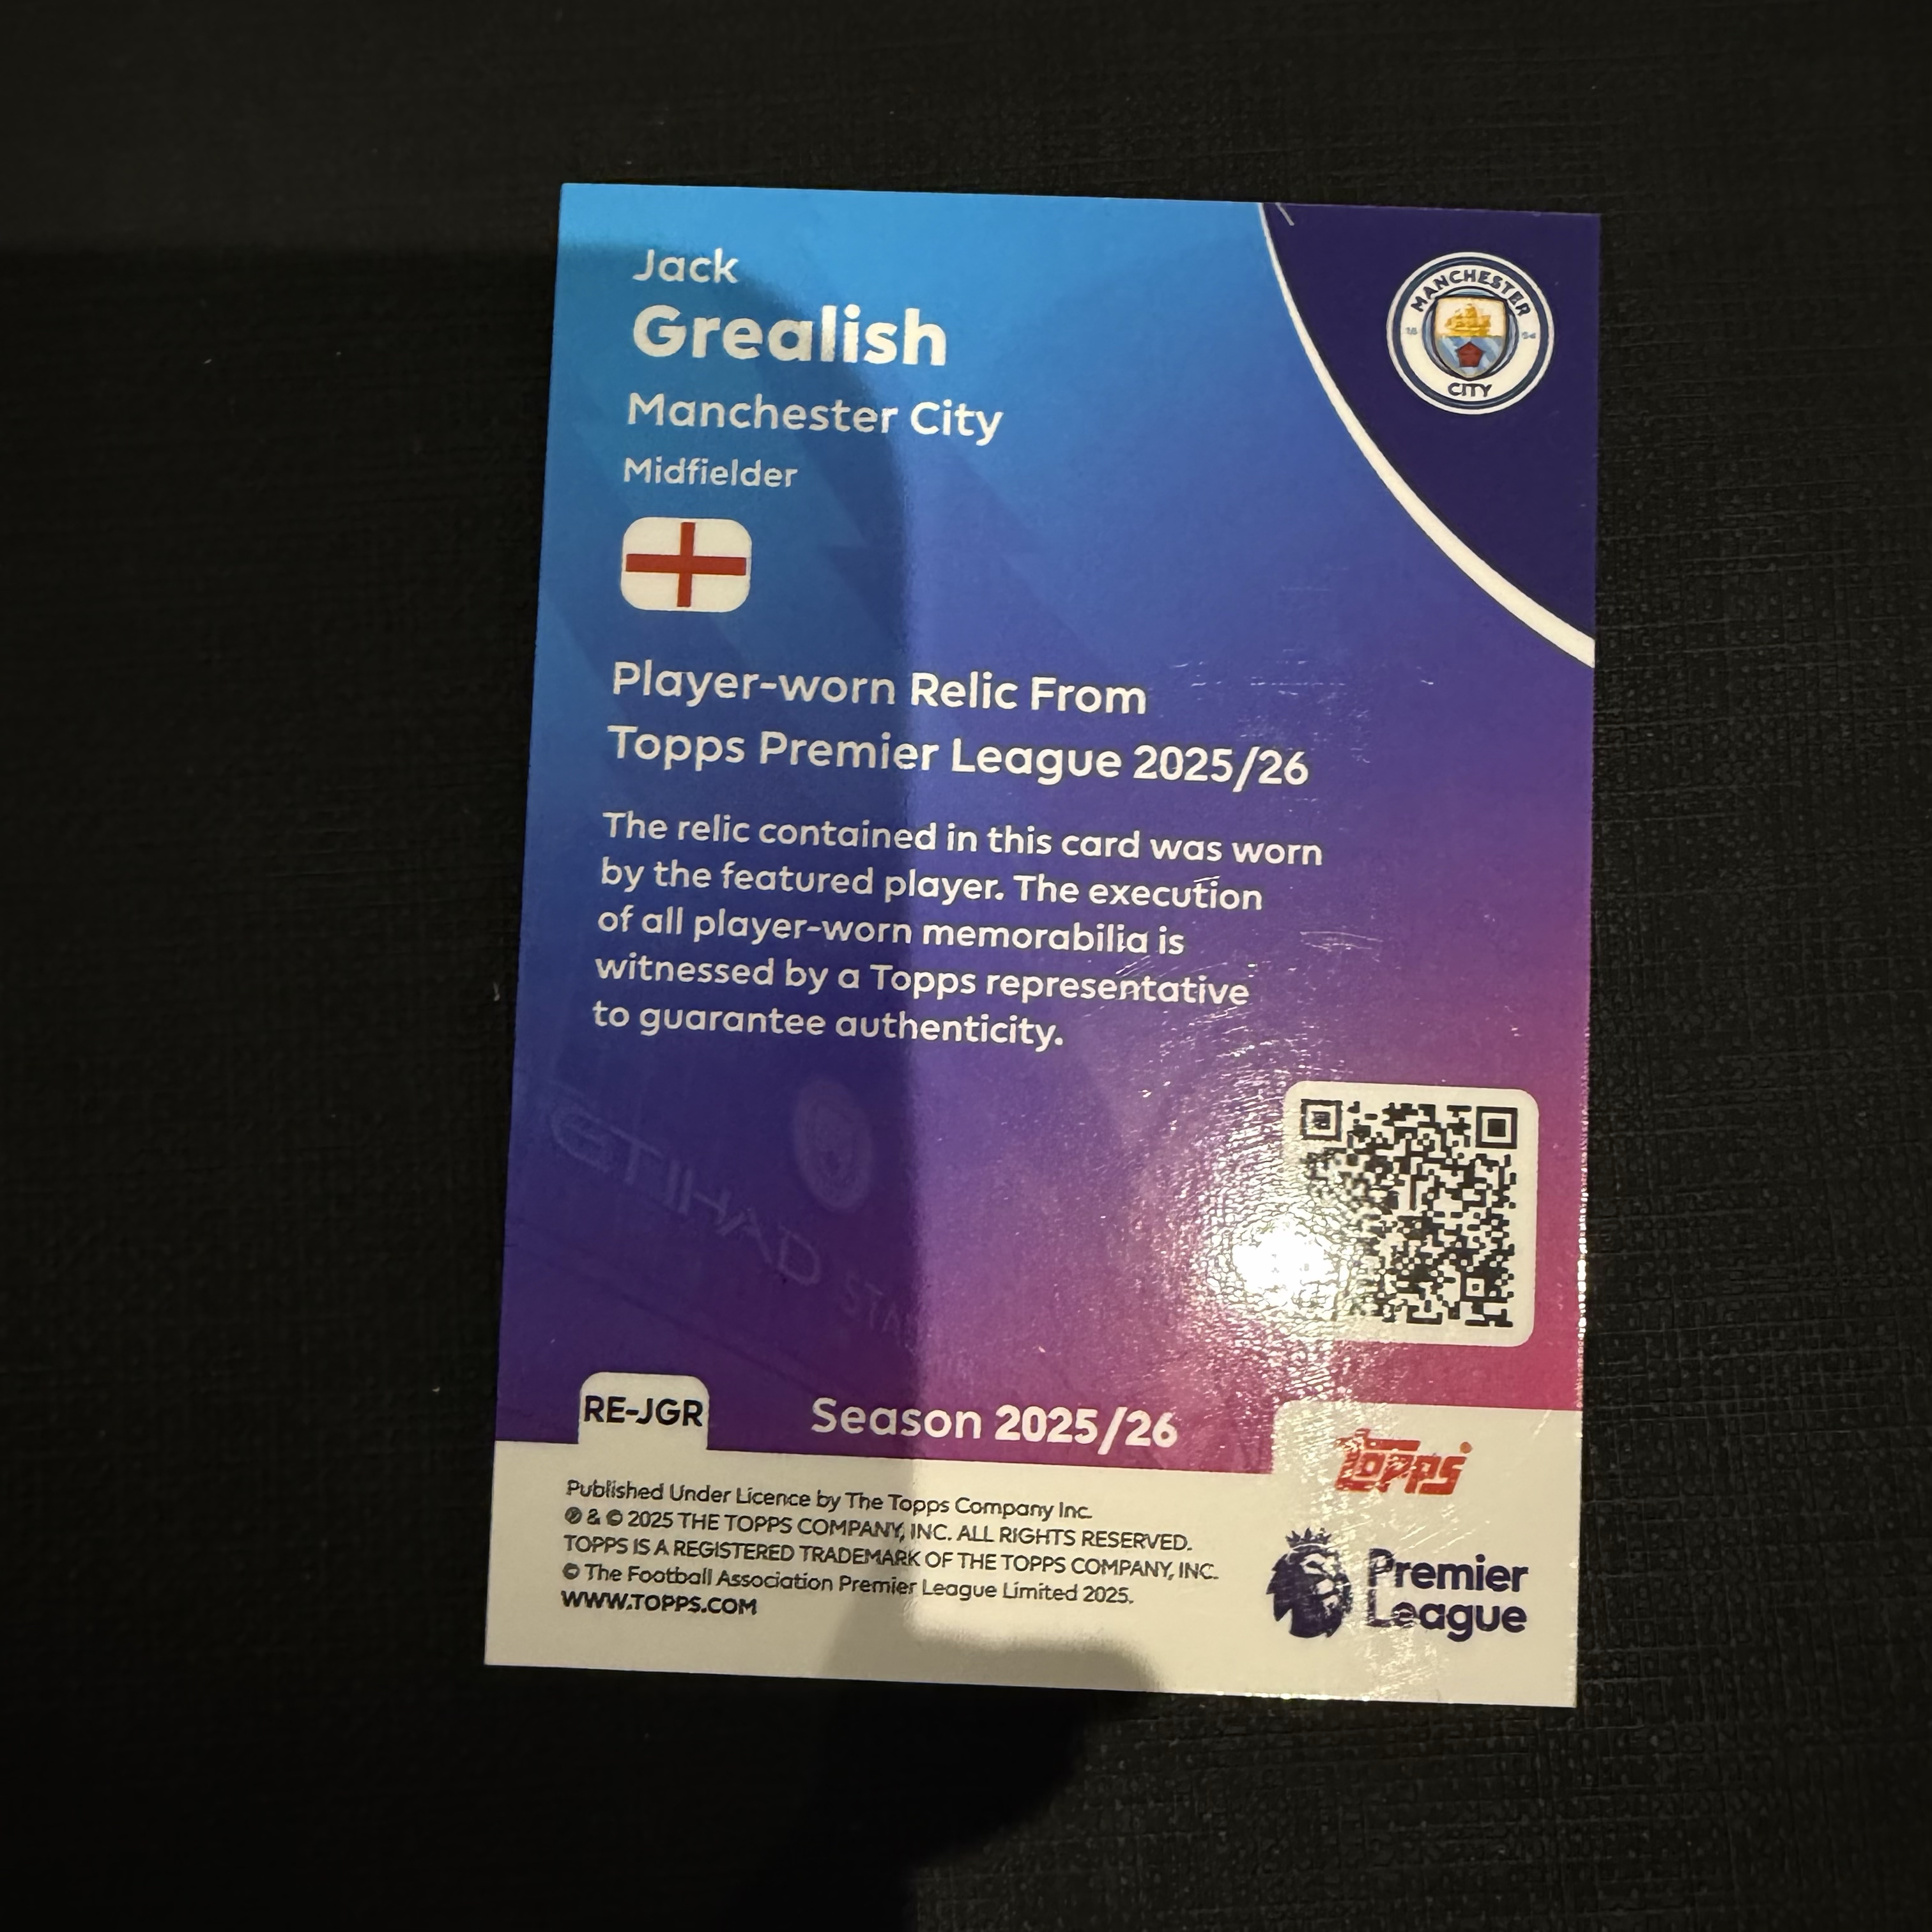 Jack
Grealish
Manchester City
Midfielder
MANCHESTER
18 94
CITY
Player-worn Relic From
Topps Premier League 2025/26
The relic contained in this card was worn
by the featured player. The execution
of all player-worn memorabilia is
witnessed by a Topps representative
to guarantee authenticity.
ETIHAD
RE-JGR
Season 2025/26
Topps
Published Under Licence by The Topps Company Inc.
℗ & © 2025 THE TOPPS COMPANY, INC. ALL RIGHTS RESERVED.
TOPPS IS A REGISTERED TRADEMARK OF THE TOPPS COMPANY, INC.
© The Football Association Premier League Limited 2025.
WWW.TOPPS.COM
Premier
League